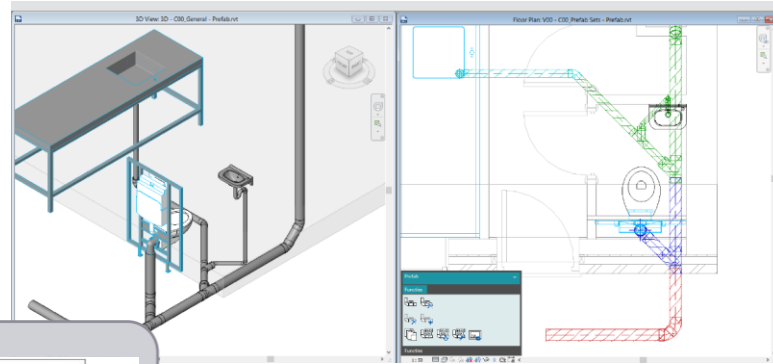 3D View: 3D - C00_General - Prefab.rvt
Floor Plan: V00 - C00_Prefab Sets - Prefab.rvt
Prefab
Function
Function